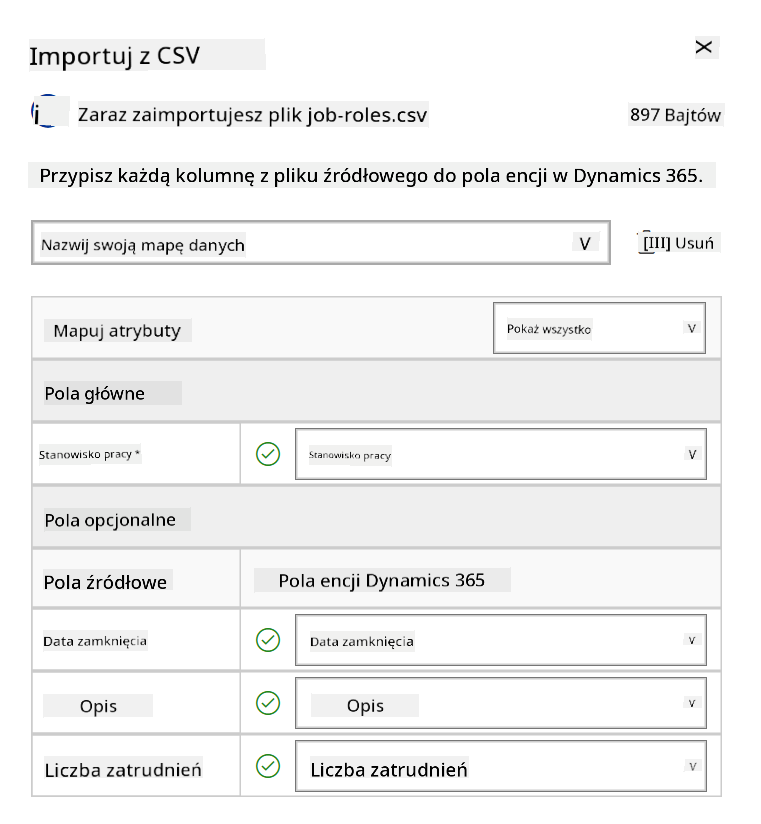 Importuj z CSV
Zaraz zaimportujesz plik job-roles.csv 897 Bajtów
Przypisz każdą kolumnę z pliku źródłowego do pola encji w Dynamics 365.
Nazwij swoją mapę danych V [III] Usuń
Mapuj atrybuty Pokaż wszystko V
Pola główne
Stanowisko pracy * Stanowisko pracy V
Pola opcjonalne
Pola źródłowe Pola encji Dynamics 365
Data zamknięcia Data zamknięcia V
Opis Opis V
Liczba zatrudnień Liczba zatrudnień V